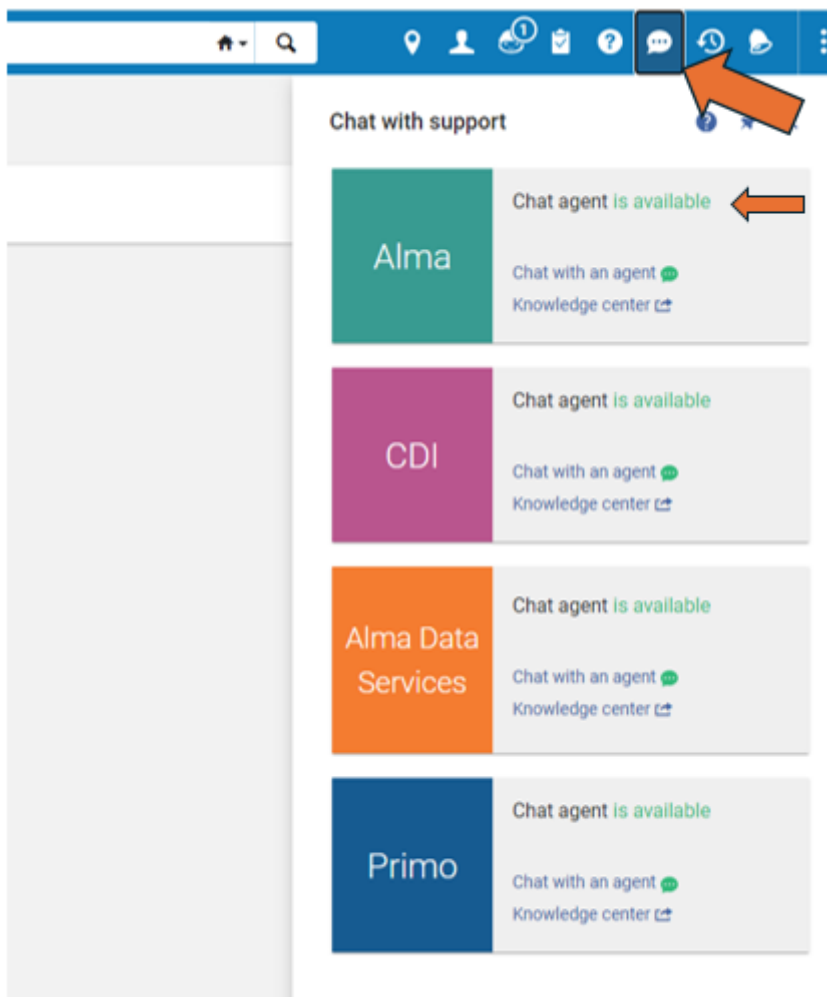 1
Chat with support
Alma
Chat agent is available
Chat with an agent
Knowledge center
CDI
Chat agent is available
Chat with an agent
Knowledge center
Alma Data
Services
Chat agent is available
Chat with an agent
Knowledge center
Primo
Chat agent is available
Chat with an agent
Knowledge center